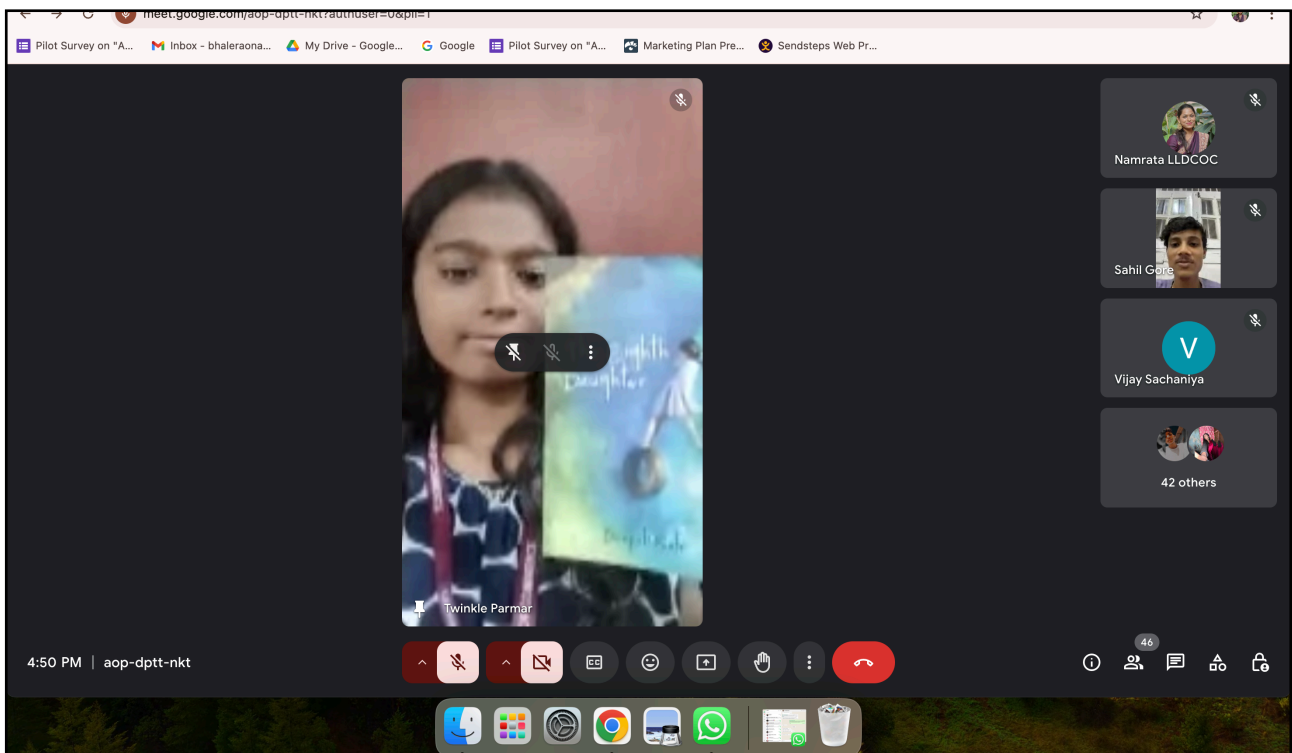 meet.google.com/aop-dptt-nkt?authuser=0&pli=1
Pilot Survey on "A... Inbox - bhaleraona... My Drive - Google... Google Pilot Survey on "A... Marketing Plan Pre... Sendsteps Web Pr...
Namrata LLDCOC
Sahil Gore
Eighth
Daughter
V
Vijay Sachaniya
42 others
Twinkle Parmar
46
4:50 PM | aop-dptt-nkt
CC